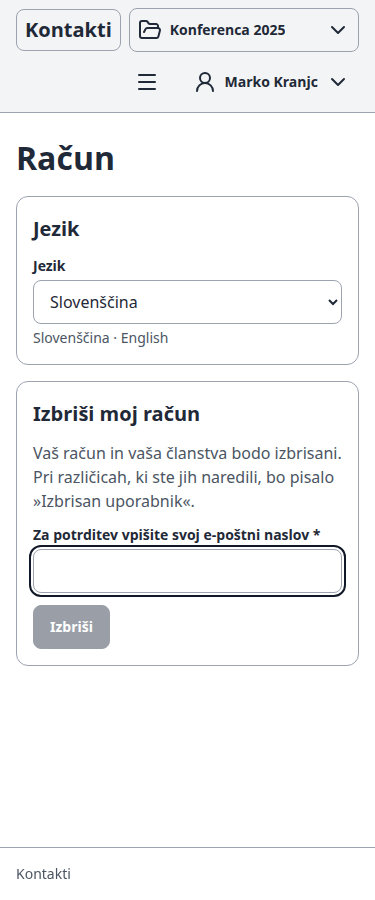 Kontakti
Konferenca 2025
Marko Kranjc
Račun
Jezik
Jezik
Slovenščina
Slovenščina · English
Izbriši moj račun
Vaš račun in vaša članstva bodo izbrisani.
Pri različicah, ki ste jih naredili, bo pisalo
»Izbrisan uporabnik«.
Za potrditev vpišite svoj e-poštni naslov *
Izbriši
Kontakti